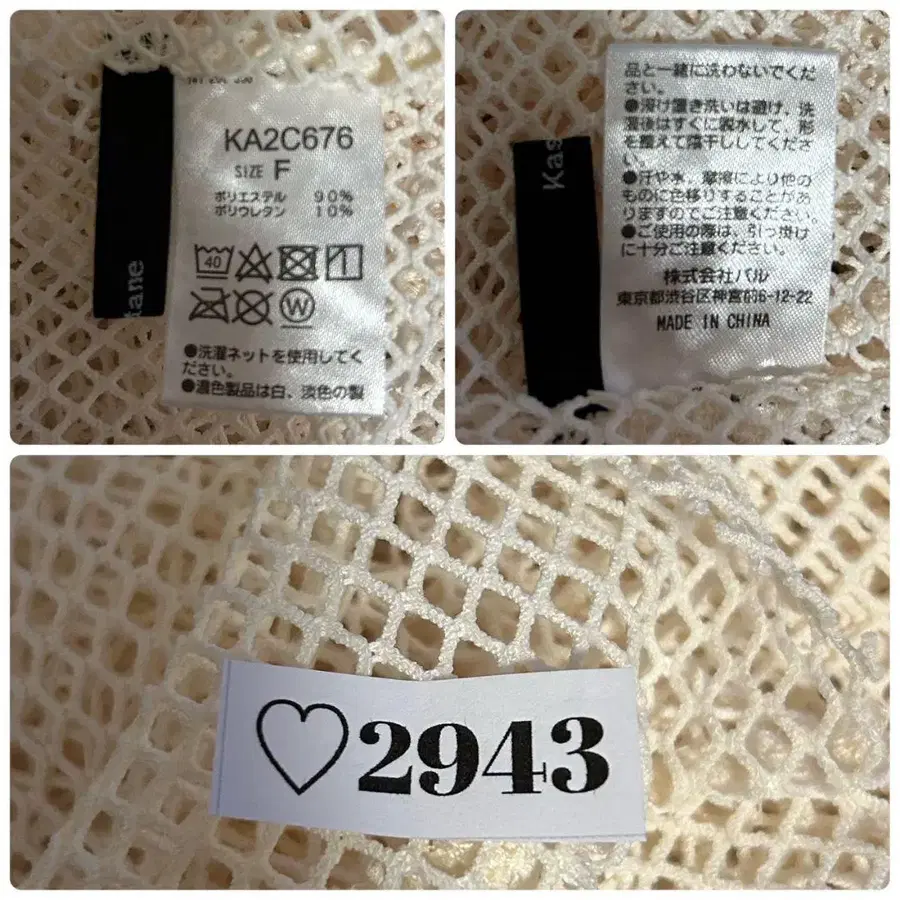 KA2C676
SIZE F
ポリエステル 90%
ポリウレタン 10%
40
W
●洗濯ネットを使用してく
ださい。
●濃色製品は白、淡色の製
tane
品と一緒に洗わないでくだ
さい。
●溶け置き洗いは避け、洗
濯後はすぐに脱水して、形
を整えて陰干ししてくださ
い。
●汗や水、摩擦により他の
ものに色移りすることがあ
りますのでご注意ください。
●ご使用の際は、引っ掛け
に十分ご注意ください。
株式会社パル
東京都渋谷区神宮前6-12-22
MADE IN CHINA
Kas
♡2943